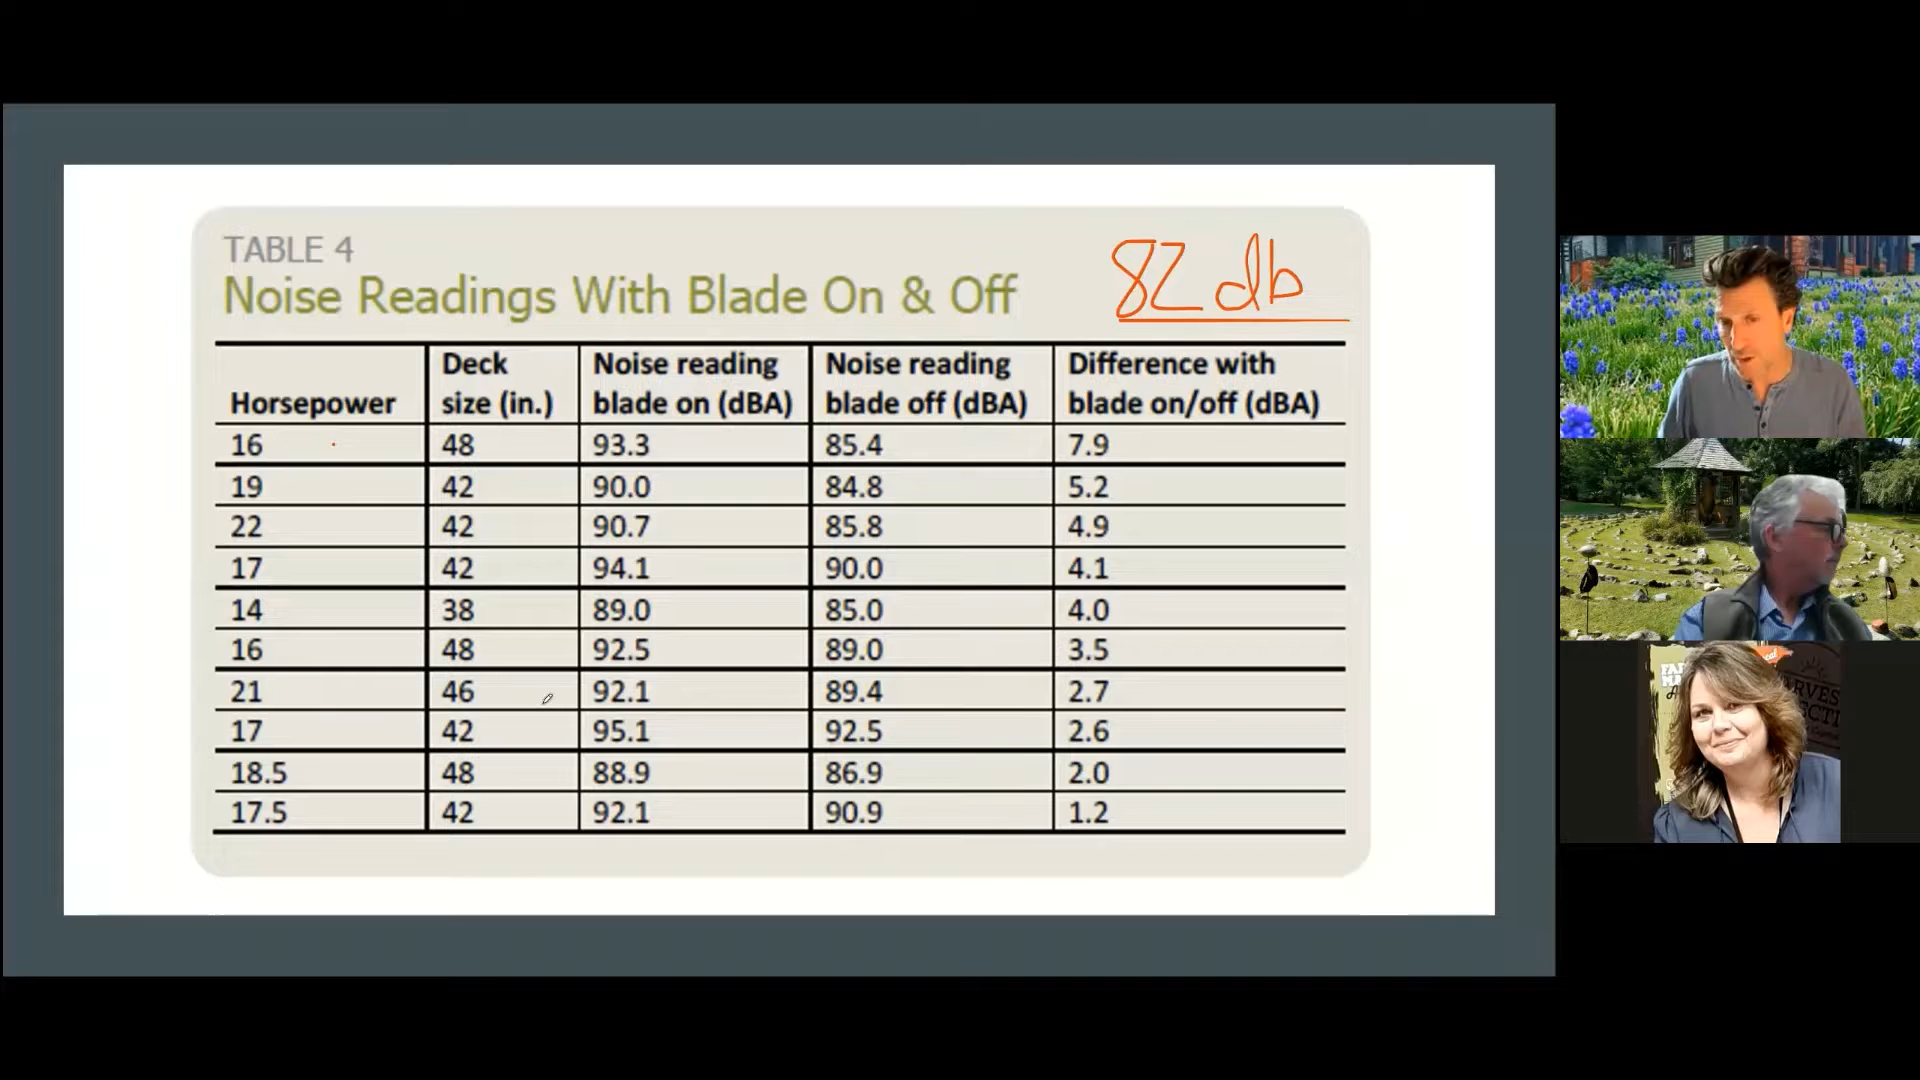 TABLE 4
Noise Readings With Blade On & Off
82 db
Horsepower Deck size (in.) Noise reading blade on (dBA) Noise reading blade off (dBA) Difference with blade on/off (dBA)
16 48 93.3 85.4 7.9
19 42 90.0 84.8 5.2
22 42 90.7 85.8 4.9
17 42 94.1 90.0 4.1
14 38 89.0 85.0 4.0
16 48 92.5 89.0 3.5
21 46 92.1 89.4 2.7
17 42 95.1 92.5 2.6
18.5 48 88.9 86.9 2.0
17.5 42 92.1 90.9 1.2